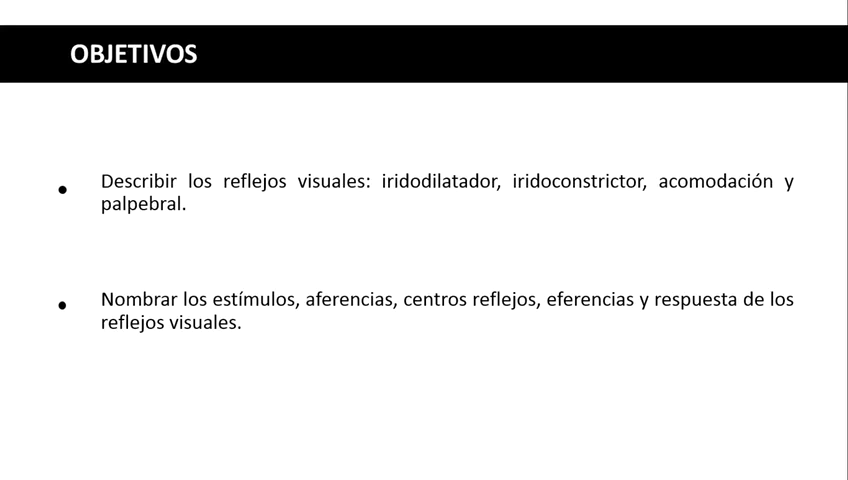 OBJETIVOS
• Describir los reflejos visuales: iridodilatador, iridoconstrictor, acomodación y
palpebral.
• Nombrar los estímulos, aferencias, centros reflejos, eferencias y respuesta de los
reflejos visuales.